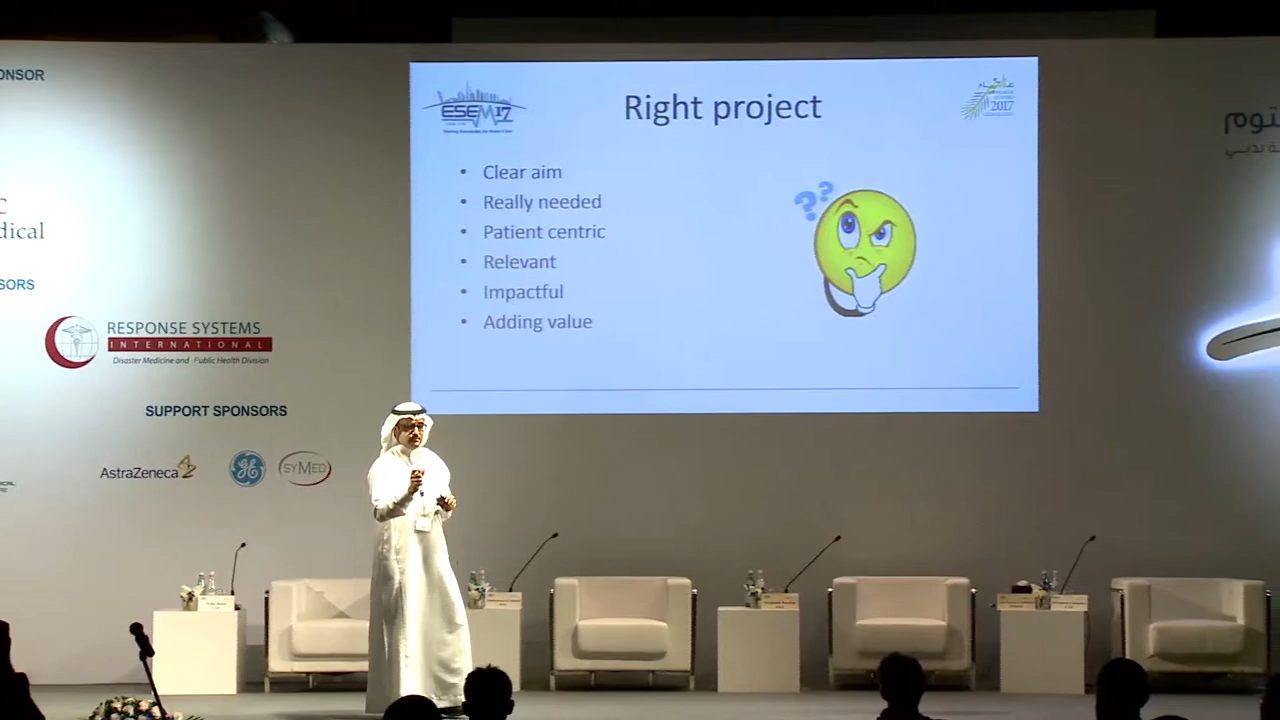 ONSOR
dical
SORS
RESPONSE SYSTEMS
INTERNATIONAL
Disaster Medicine and Public Health Division
SUPPORT SPONSORS
AstraZeneca
SYMED
ESEM17
2017
Right project
• Clear aim
• Really needed
• Patient centric
• Relevant
• Impactful
• Adding value
??
توم